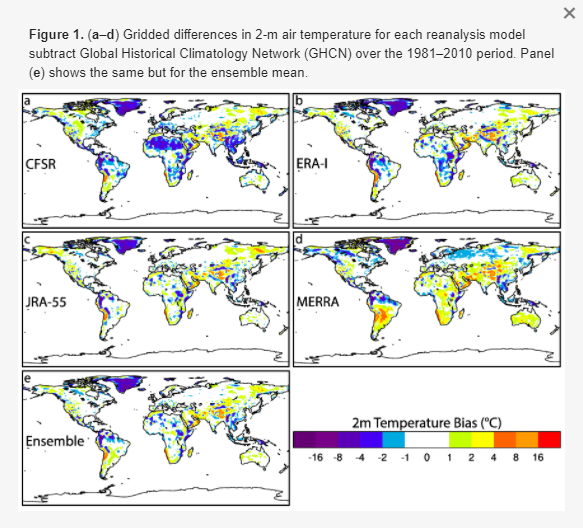 ×
Figure 1. (a–d) Gridded differences in 2-m air temperature for each reanalysis model
subtract Global Historical Climatology Network (GHCN) over the 1981–2010 period. Panel
(e) shows the same but for the ensemble mean.
a
CFSR
b
ERA-I
c
JRA-55
d
MERRA
e
Ensemble
2m Temperature Bias (°C)
-16 -8 -4 -2 -1 0 1 2 4 8 16